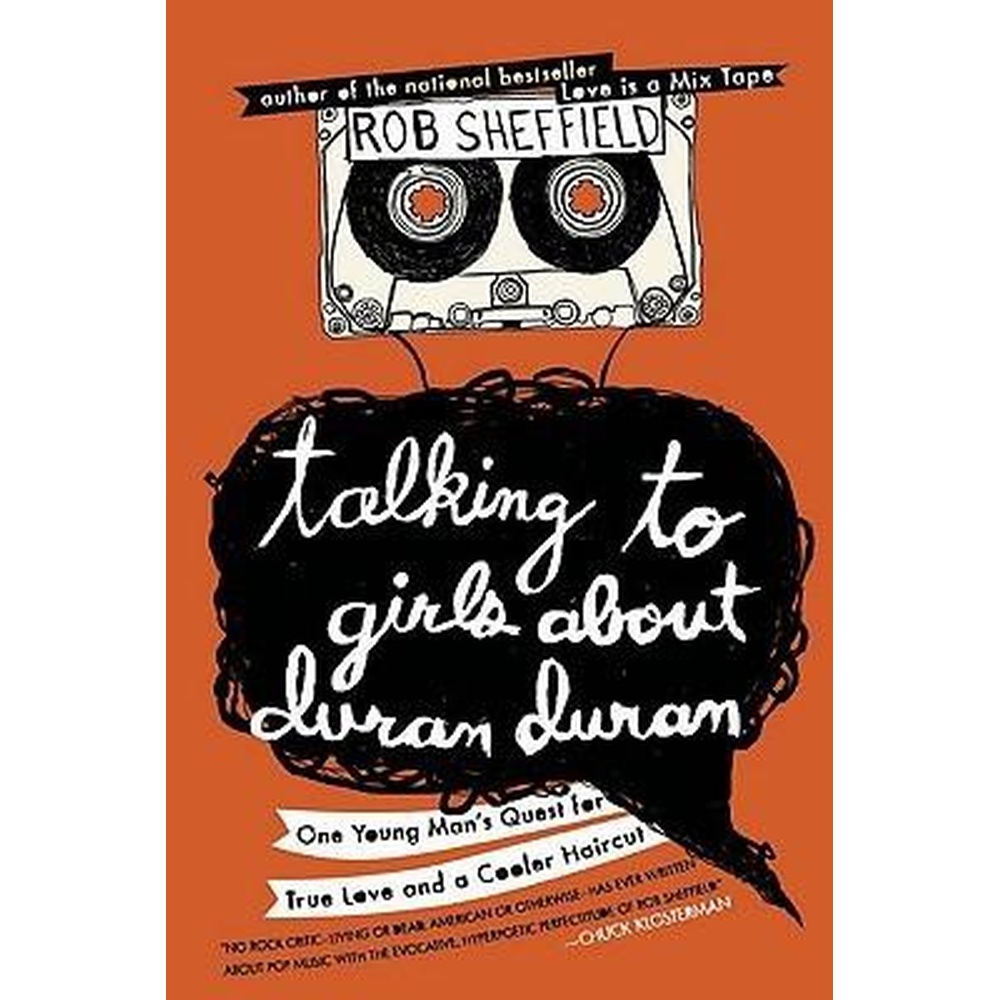 author of the national bestseller
Love is a Mix Tape
ROB SHEFFIELD
talking to
girls about
duran duran
One Young Man's Quest for
True Love and a Cooler Haircut
"NO ROCK CRITIC–LIVING OR DEAD, AMERICAN OR OTHERWISE–HAS EVER WRITTEN
ABOUT POP MUSIC WITH THE EVOCATIVE, HYPERPOETIC PERFECTITUDE OF ROB SHEFFIELD"
–CHUCK KLOSTERMAN